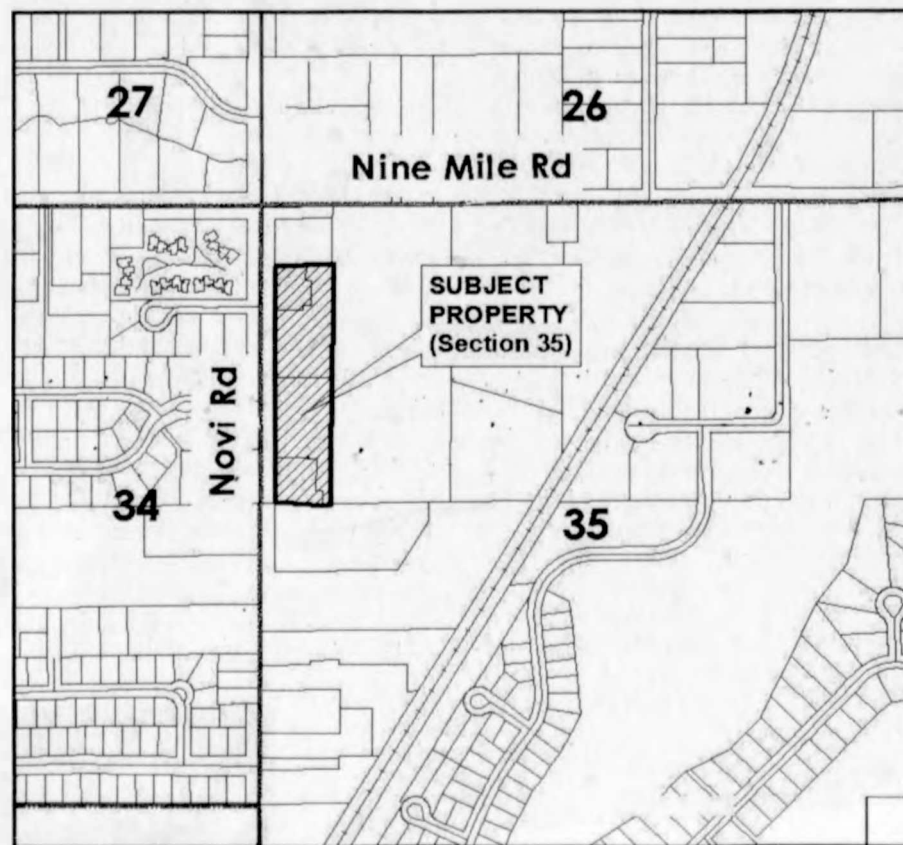 27
26
Nine Mile Rd
SUBJECT
PROPERTY
(Section 35)
Novi Rd
34
35